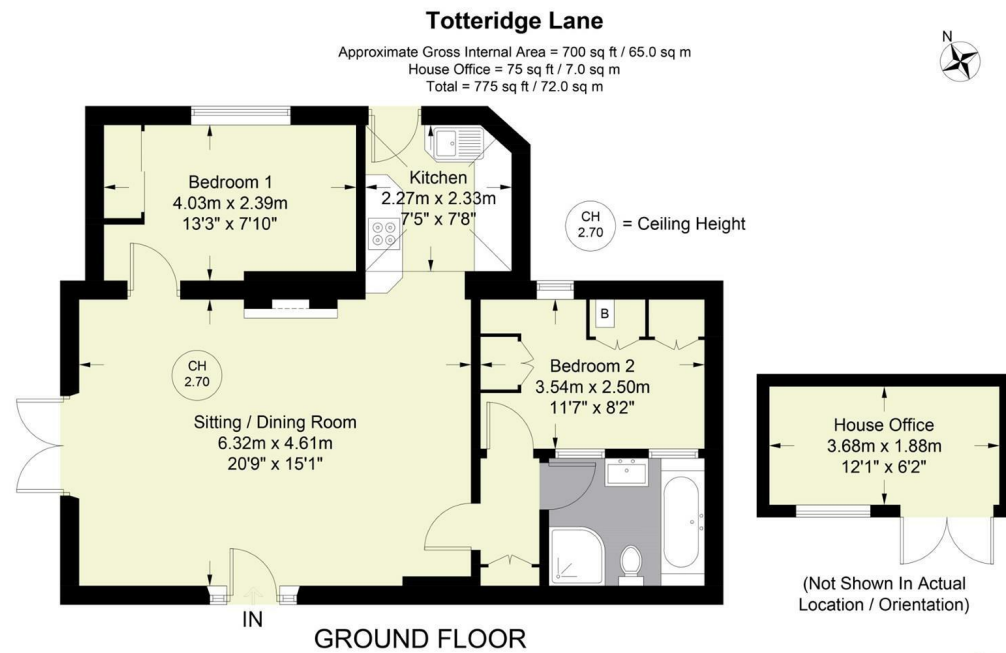 Totteridge Lane
Approximate Gross Internal Area = 700 sq ft / 65.0 sq m
House Office = 75 sq ft / 7.0 sq m
Total = 775 sq ft / 72.0 sq m
N
Bedroom 1
4.03m x 2.39m
13'3" x 7'10"
Kitchen
2.27m x 2.33m
7'5" x 7'8"
CH
2.70
= Ceiling Height
B
CH
2.70
Sitting / Dining Room
6.32m x 4.61m
20'9" x 15'1"
Bedroom 2
3.54m x 2.50m
11'7" x 8'2"
House Office
3.68m x 1.88m
12'1" x 6'2"
(Not Shown In Actual
Location / Orientation)
IN
GROUND FLOOR